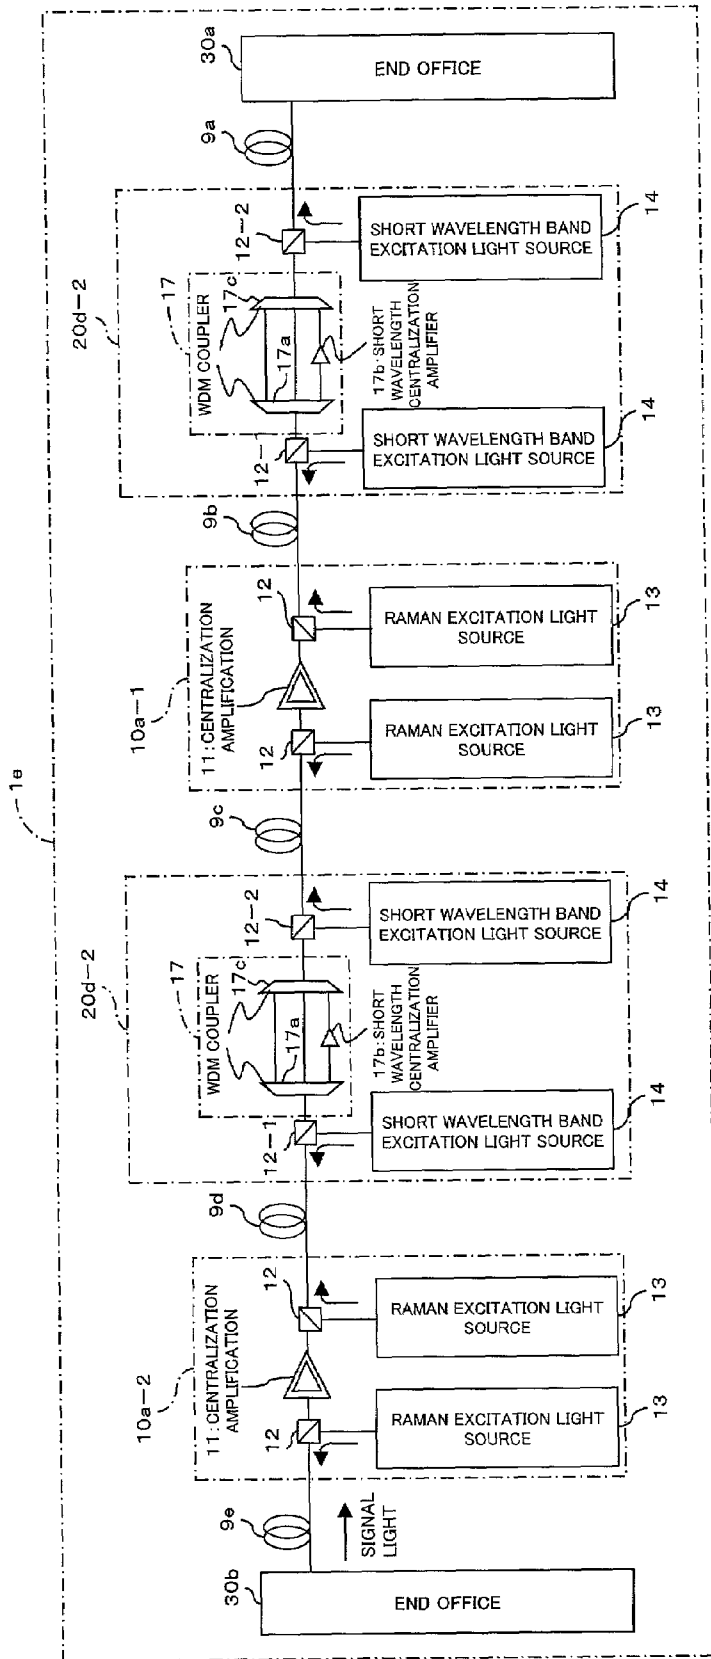 1e
30a
END OFFICE
9a
20d-2
17
WDM COUPLER
17c
17a
12-2
12-1
SHORT WAVELENGTH BAND
EXCITATION LIGHT SOURCE
14
17b:SHORT
WAVELENGTH
CENTRALIZATION
AMPLIFIER
SHORT WAVELENGTH BAND
EXCITATION LIGHT SOURCE
14
9b
10a-1
11:CENTRALIZATION
AMPLIFICATION
12
12
RAMAN EXCITATION LIGHT
SOURCE
13
RAMAN EXCITATION LIGHT
SOURCE
13
9c
20d-2
17
WDM COUPLER
17c
17a
12-2
12-1
SHORT WAVELENGTH BAND
EXCITATION LIGHT SOURCE
14
17b:SHORT
WAVELENGTH
CENTRALIZATION
AMPLIFIER
SHORT WAVELENGTH BAND
EXCITATION LIGHT SOURCE
14
9d
10a-2
11:CENTRALIZATION
AMPLIFICATION
12
12
RAMAN EXCITATION LIGHT
SOURCE
13
RAMAN EXCITATION LIGHT
SOURCE
13
9e
SIGNAL
LIGHT
30b
END OFFICE